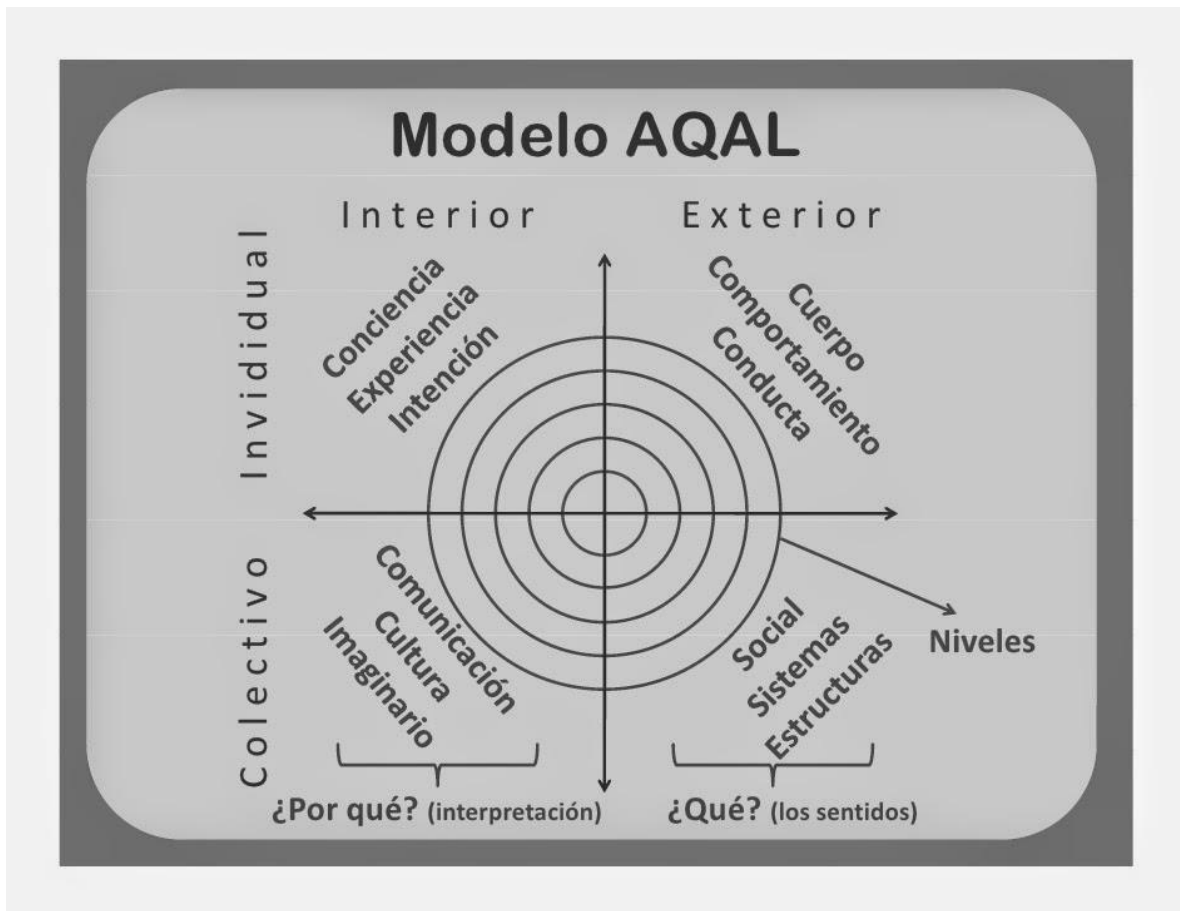 Modelo AQAL
Interior
Exterior
Invididual
Conciencia
Experiencia
Intención
Cuerpo
Comportamiento
Conducta
Colectivo
Comunicación
Cultura
Imaginario
Social
Sistemas
Estructuras
Niveles
¿Por qué? (interpretación)
¿Qué? (los sentidos)